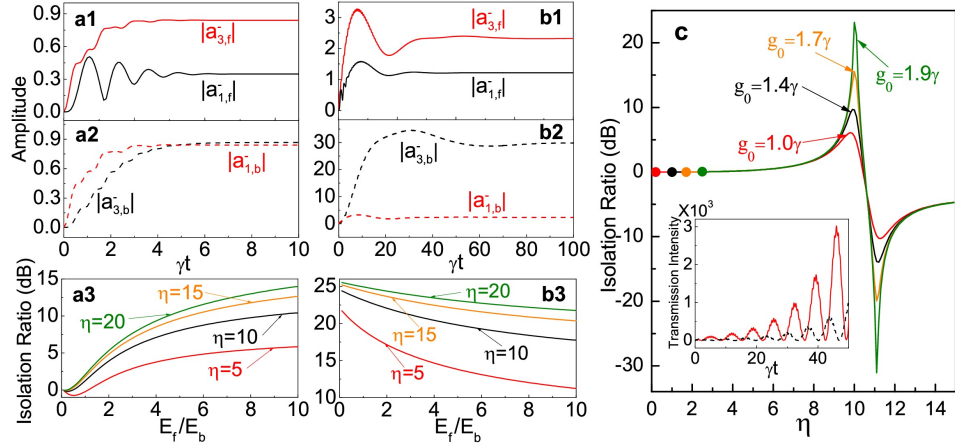 a1
0.9
0.6
0.3
0.0
|a⁻3,f|
|a⁻1,f|
Amplitude
a2
0.9
0.6
0.3
0.0
|a⁻1,b|
|a⁻3,b|
0 2 4 6 8 10
γt
b1
3
2
1
0
|a⁻3,f|
|a⁻1,f|
b2
30
20
10
0
|a⁻3,b|
|a⁻1,b|
0 20 40 60 80 100
γt
Isolation Ratio (dB)
a3
15
10
5
0
η=15
η=20
η=10
η=5
0 2 4 6 8 10
Ef/Eb
b3
25
20
15
10
η=20
η=15
η=10
η=5
0 2 4 6 8 10
Ef/Eb
c
Isolation Ratio (dB)
20
10
0
-10
-20
-30
g0=1.7γ
g0=1.9γ
g0=1.4γ
g0=1.0γ
X10³
Transmission Intensity
3
2
1
0
0 20 40
γt
0 2 4 6 8 10 12 14
η